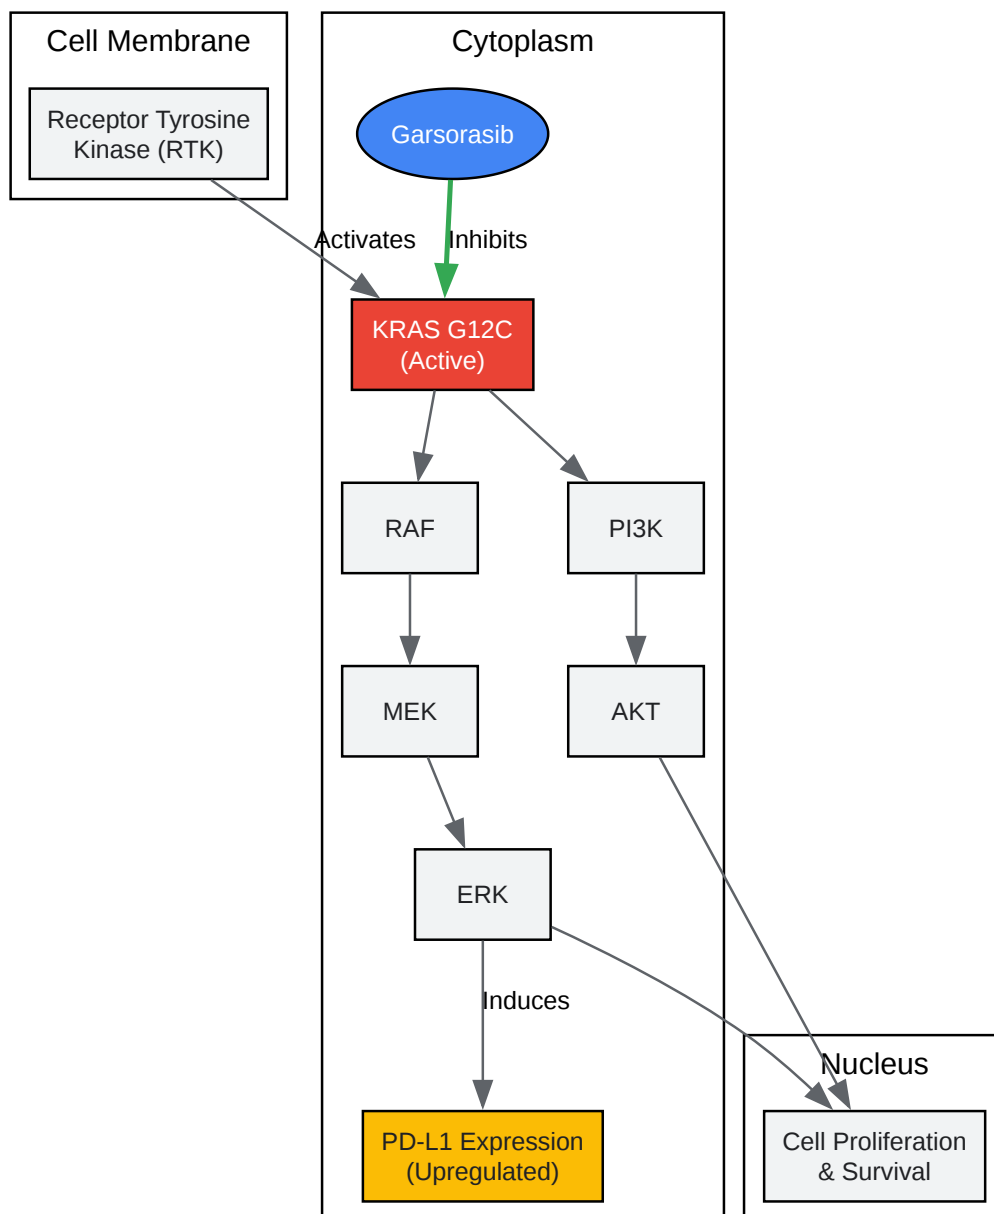 Cell Membrane
Receptor Tyrosine
Kinase (RTK)
Cytoplasm
Garsorasib
Activates
Inhibits
KRAS G12C
(Active)
RAF
PI3K
MEK
AKT
ERK
Induces
PD-L1 Expression
(Upregulated)
Nucleus
Cell Proliferation
& Survival